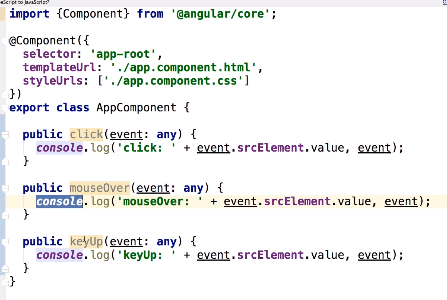 eScript to JavaScript?
import {Component} from '@angular/core';
@Component({
selector: 'app-root',
templateUrl: './app.component.html',
styleUrls: ['./app.component.css']
})
export class AppComponent {
public click(event: any) {
console.log('click: ' + event.srcElement.value, event);
}
public mouseOver(event: any) {
console.log('mouseOver: ' + event.srcElement.value, event);
}
public keyUp(event: any) {
console.log('keyUp: ' + event.srcElement.value, event);
}
}